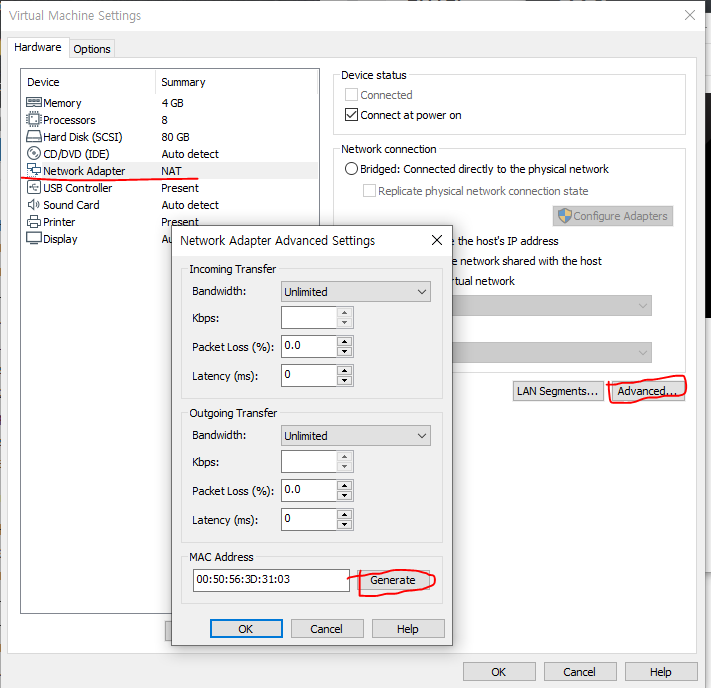 Virtual Machine Settings
Hardware
Options
Device Summary
Memory 4 GB
Processors 8
Hard Disk (SCSI) 80 GB
CD/DVD (IDE) Auto detect
Network Adapter NAT
USB Controller Present
Sound Card Auto detect
Printer Present
Display
Device status
Connected
Connect at power on
Network connection
Bridged: Connected directly to the physical network
Replicate physical network connection state
Configure Adapters
the host's IP address
network shared with the host
network
LAN Segments...
Advanced...
Network Adapter Advanced Settings
Incoming Transfer
Bandwidth: Unlimited
Kbps:
Packet Loss (%): 0.0
Latency (ms): 0
Outgoing Transfer
Bandwidth: Unlimited
Kbps:
Packet Loss (%): 0.0
Latency (ms): 0
MAC Address
00:50:56:3D:31:03
Generate
OK
Cancel
Help
OK
Cancel
Help